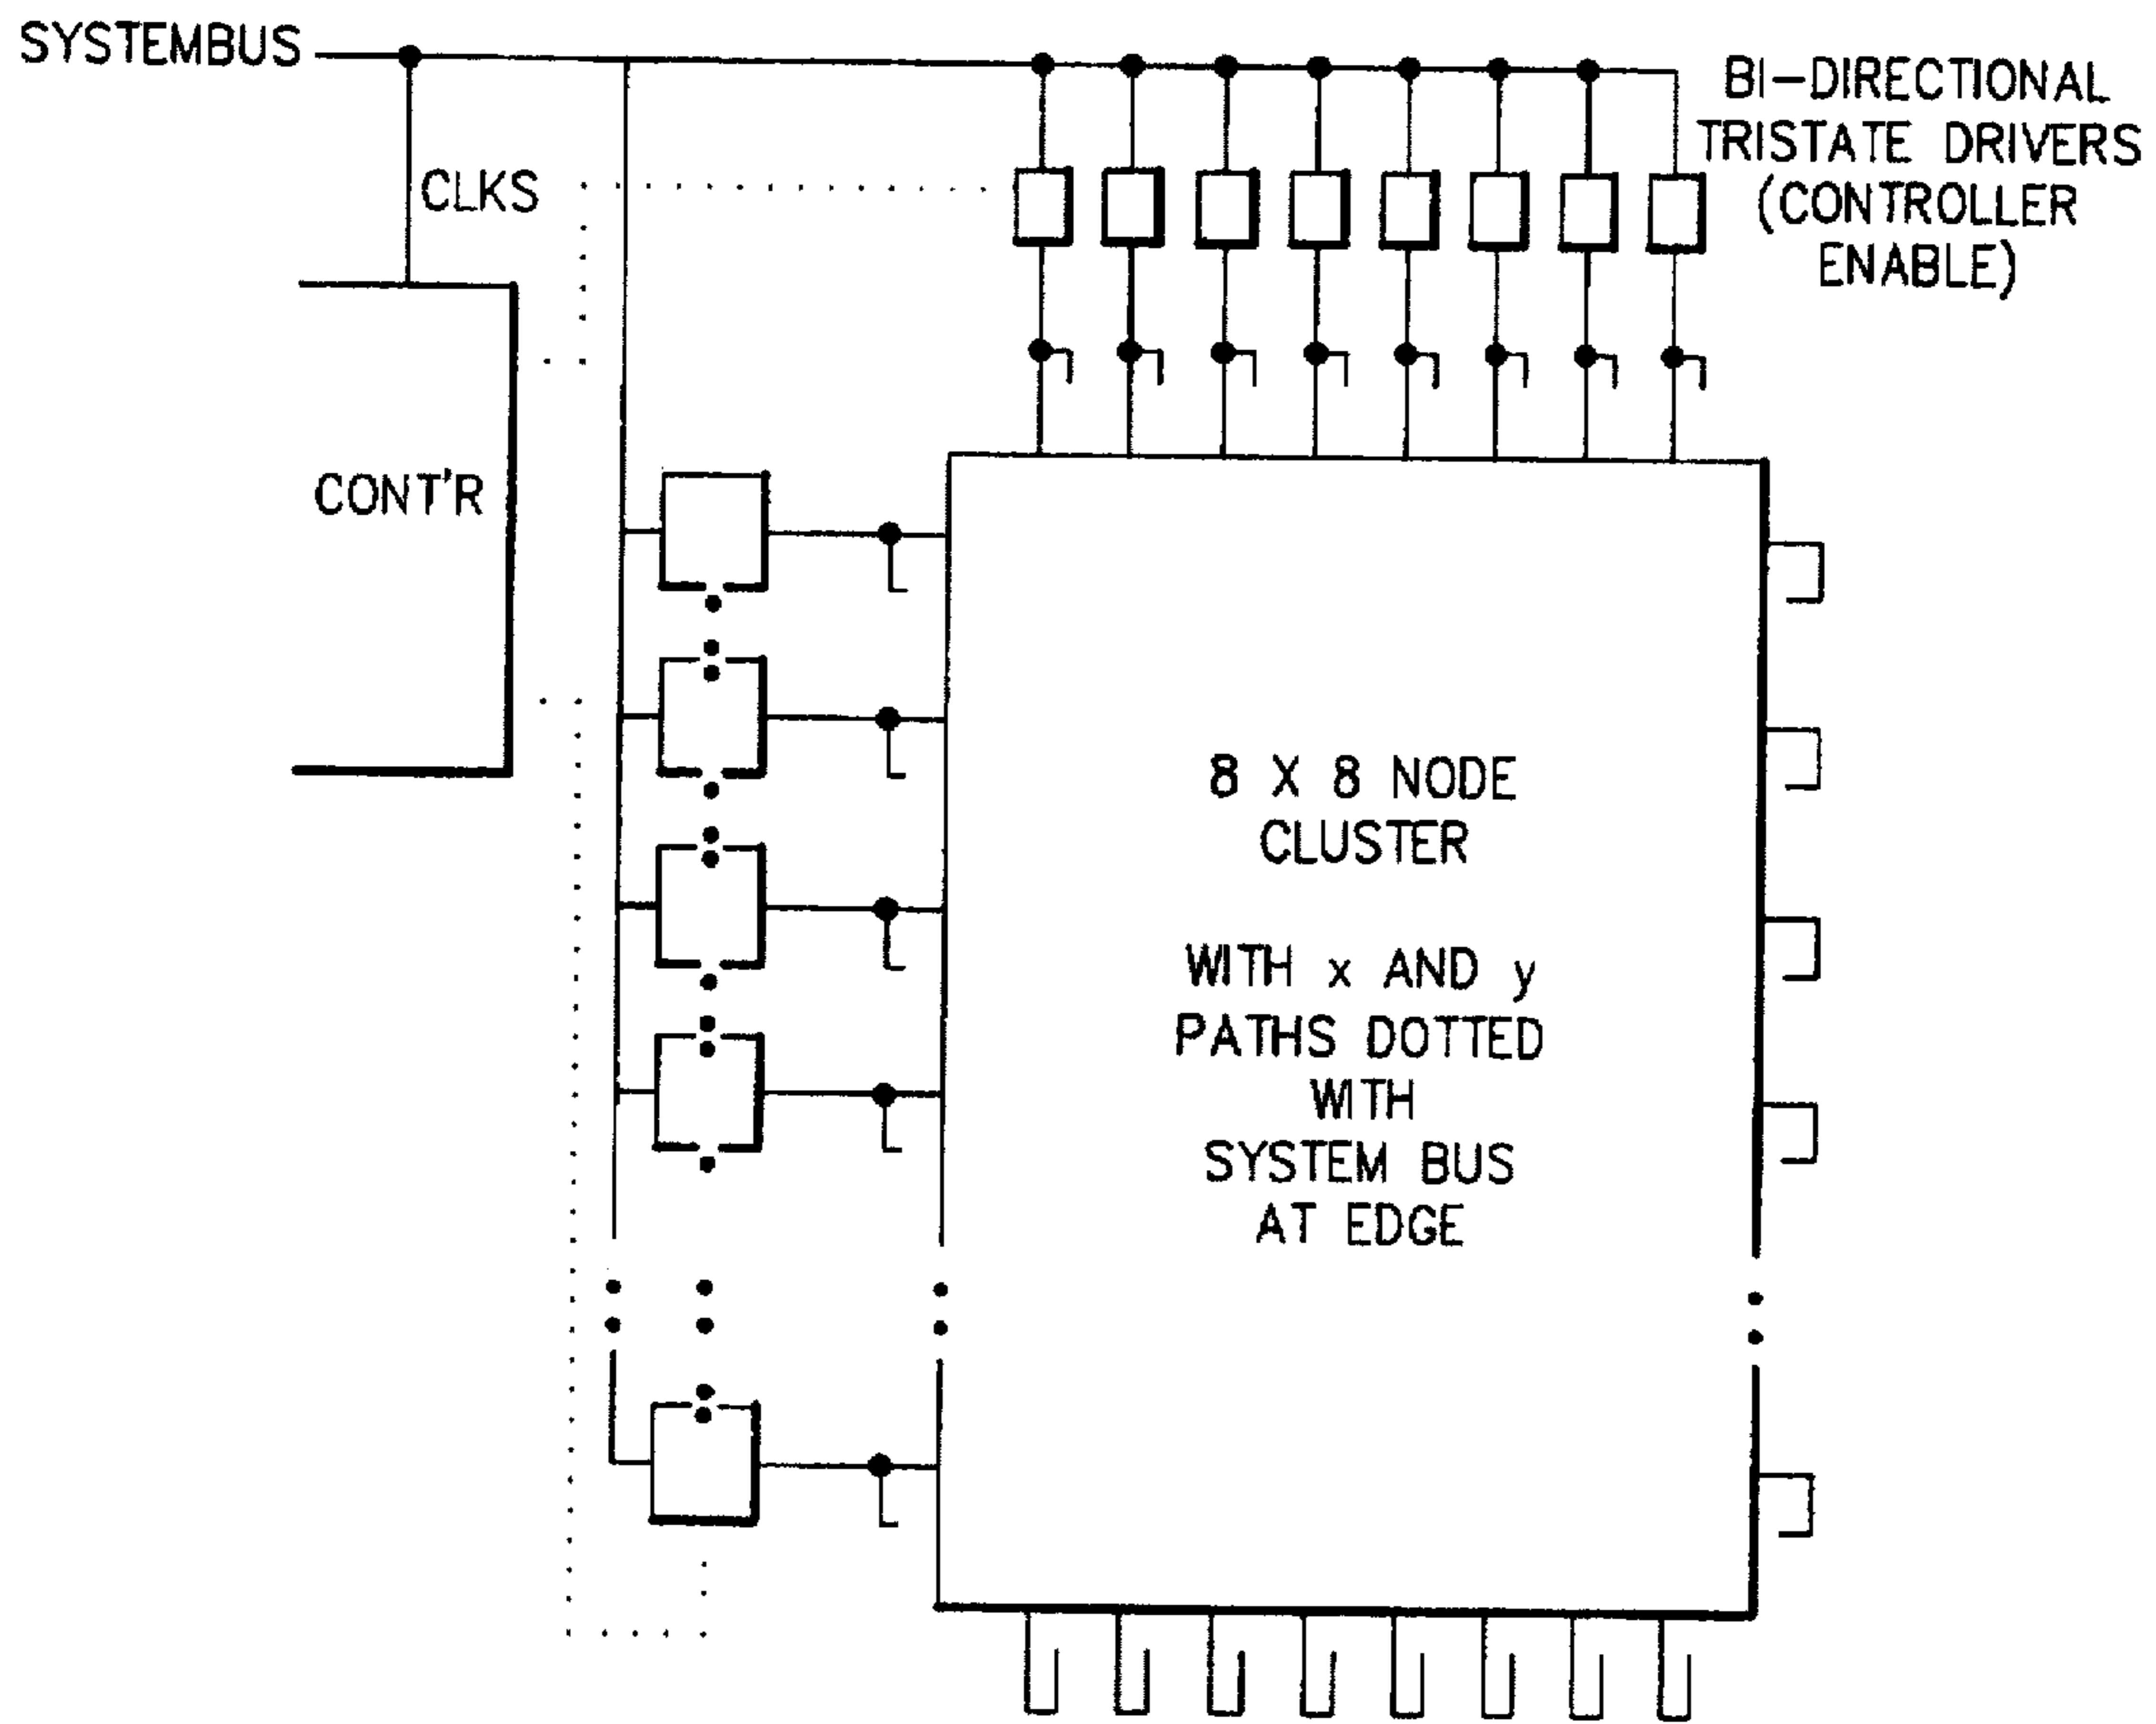 SYSTEMBUS
BI-DIRECTIONAL
TRISTATE DRIVERS
(CONTROLLER
ENABLE)
CLKS
CONT'R
8 X 8 NODE
CLUSTER
WITH x AND y
PATHS DOTTED
WITH
SYSTEM BUS
AT EDGE